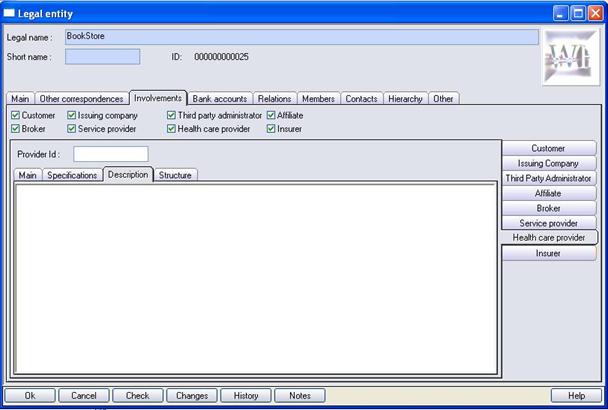 Legal entity
Legal name : BookStore
Short name : ID: 000000000025
Main Other correspondences Involvements Bank accounts Relations Members Contacts Hierarchy Other
Customer Issuing company Third party administrator Affiliate
Broker Service provider Health care provider Insurer
Provider Id :
Main Specifications Description Structure
Customer
Issuing Company
Third Party Administrator
Affiliate
Broker
Service provider
Health care provider
Insurer
Ok Cancel Check Changes History Notes Help